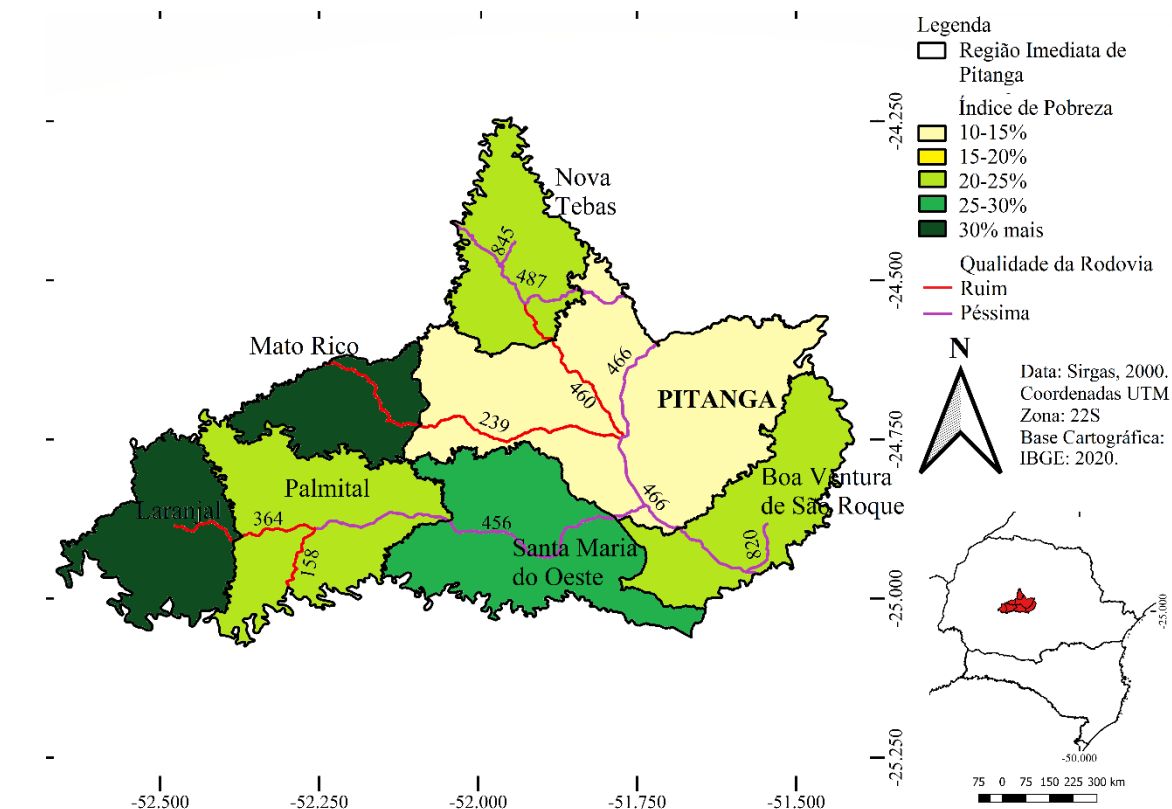 Legenda
Região Imediata de
Pitanga
Índice de Pobreza
10-15%
15-20%
20-25%
25-30%
30% mais
Qualidade da Rodovia
Ruim
Péssima
N
Data: Sirgas, 2000.
Coordenadas UTM
Zona: 22S
Base Cartográfica:
IBGE: 2020.
Nova
Tebas
845
487
Mato Rico
466
460
PITANGA
239
Boa Ventura
de São Roque
Palmital
466
Laranjal
364
456
158
Santa Maria
do Oeste
820
-24.250
-24.500
-24.750
-25.000
-25.250
-52.500
-52.250
-52.000
-51.750
-51.500
-25.000
-50.000
75 0 75 150 225 300 km